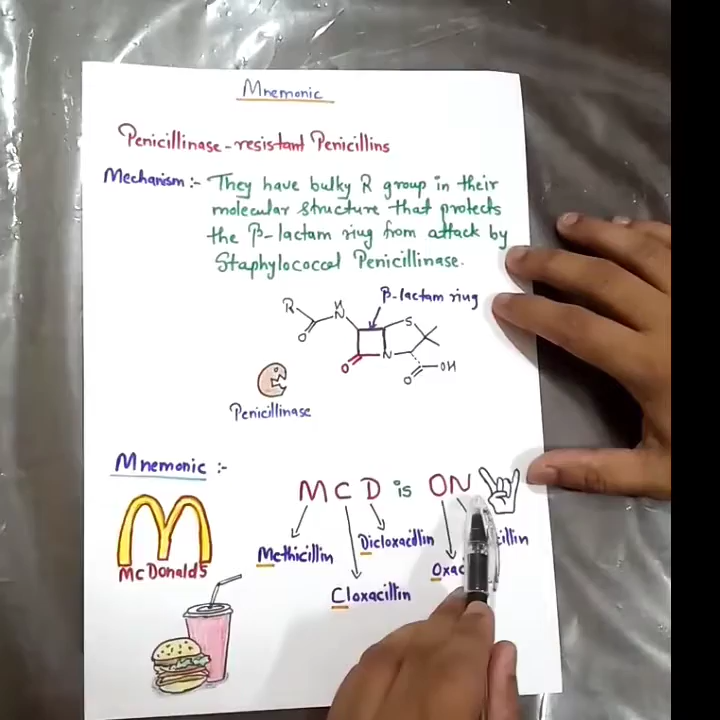 Mnemonic
Penicillinase-resistant Penicillins
Mechanism :- They have bulky R group in their
molecular structure that protects
the β-lactam ring from attack by
Staphylococcal Penicillinase.
β-lactam ring
R
H
N
S
O
O
N
O
OH
Penicillinase
Mnemonic :-
MCD is ON
McDonald's
Methicillin
Dicloxacillin
Cloxacillin